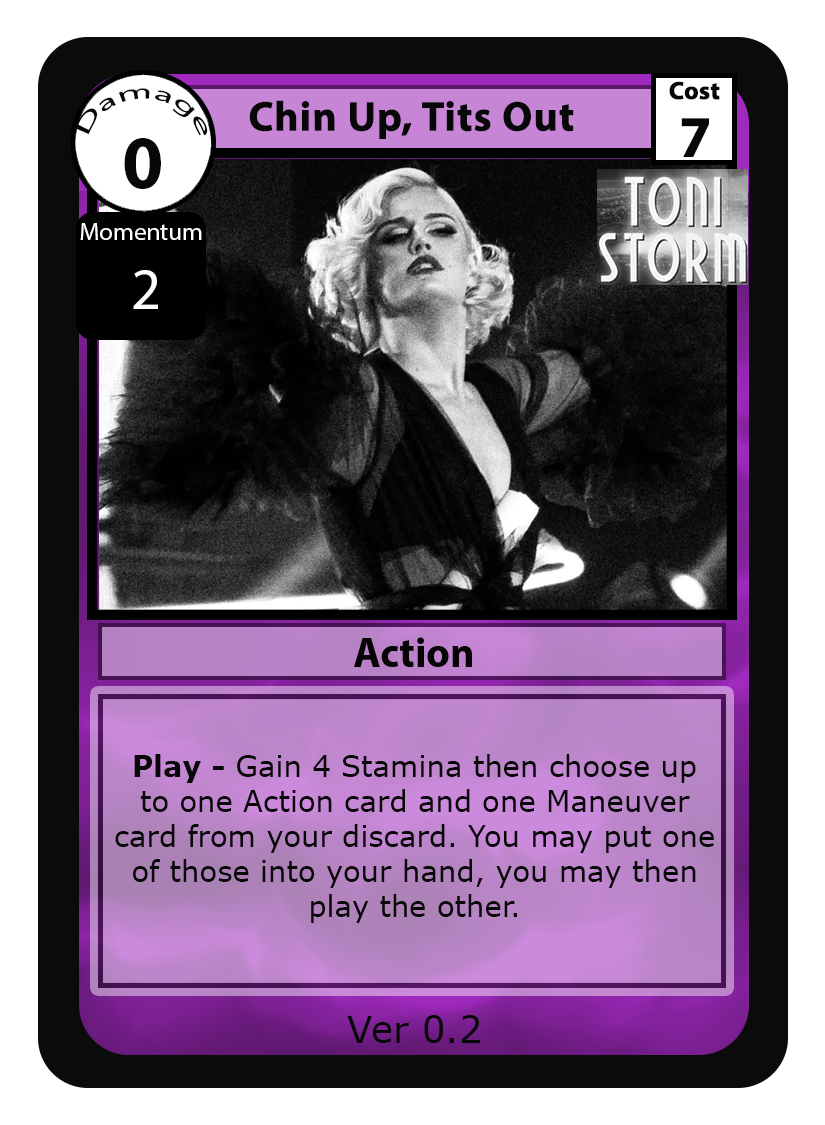 Damage
0
Chin Up, Tits Out
Cost
7
Momentum
2
TONI
STORM
Action
Play - Gain 4 Stamina then choose up
to one Action card and one Maneuver
card from your discard. You may put one
of those into your hand, you may then
play the other.
Ver 0.2